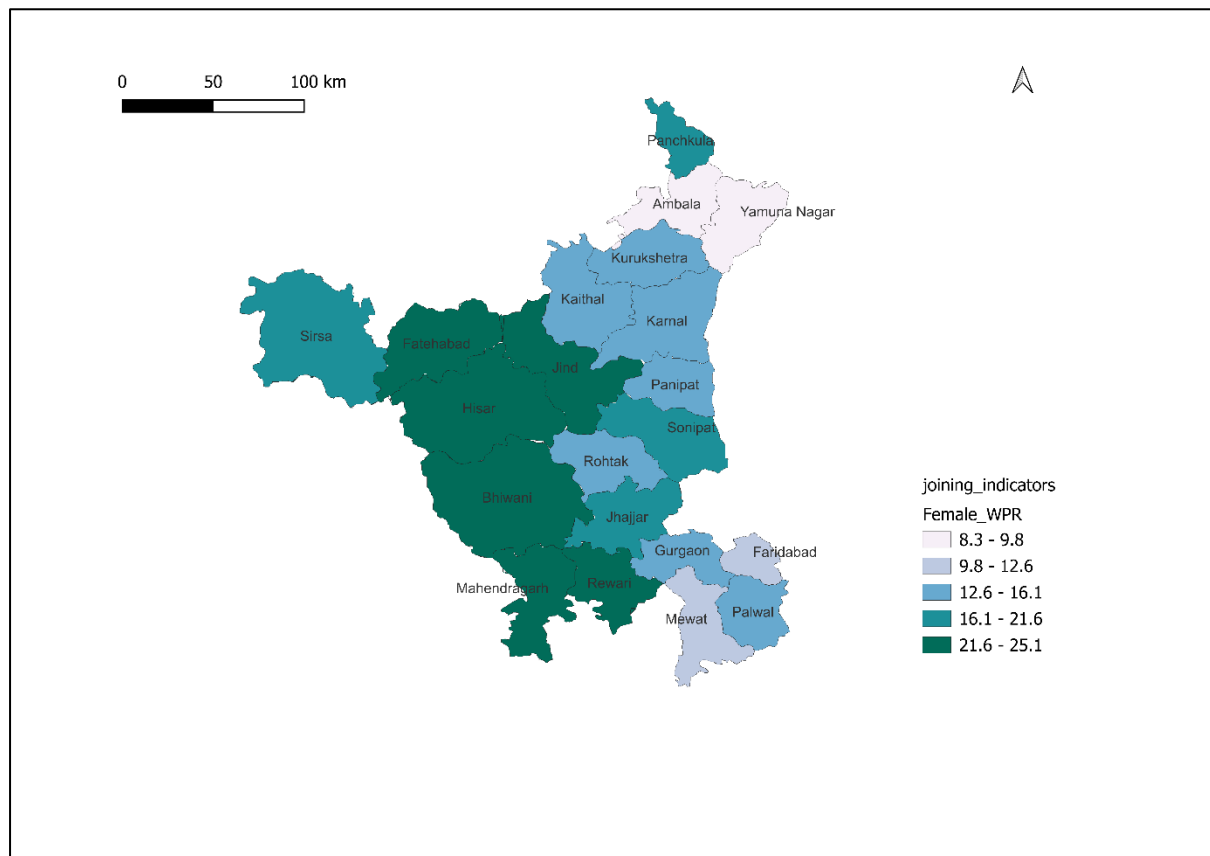 0 50 100 km
Panchkula
Ambala
Yamuna Nagar
Kurukshetra
Kaithal
Karnal
Sirsa
Fatehabad
Jind
Panipat
Hisar
Sonipat
Rohtak
Bhiwani
Jhajjar
Gurgaon
Faridabad
Mahendragarh
Rewari
Mewat
Palwal
joining_indicators
Female_WPR
8.3 - 9.8
9.8 - 12.6
12.6 - 16.1
16.1 - 21.6
21.6 - 25.1